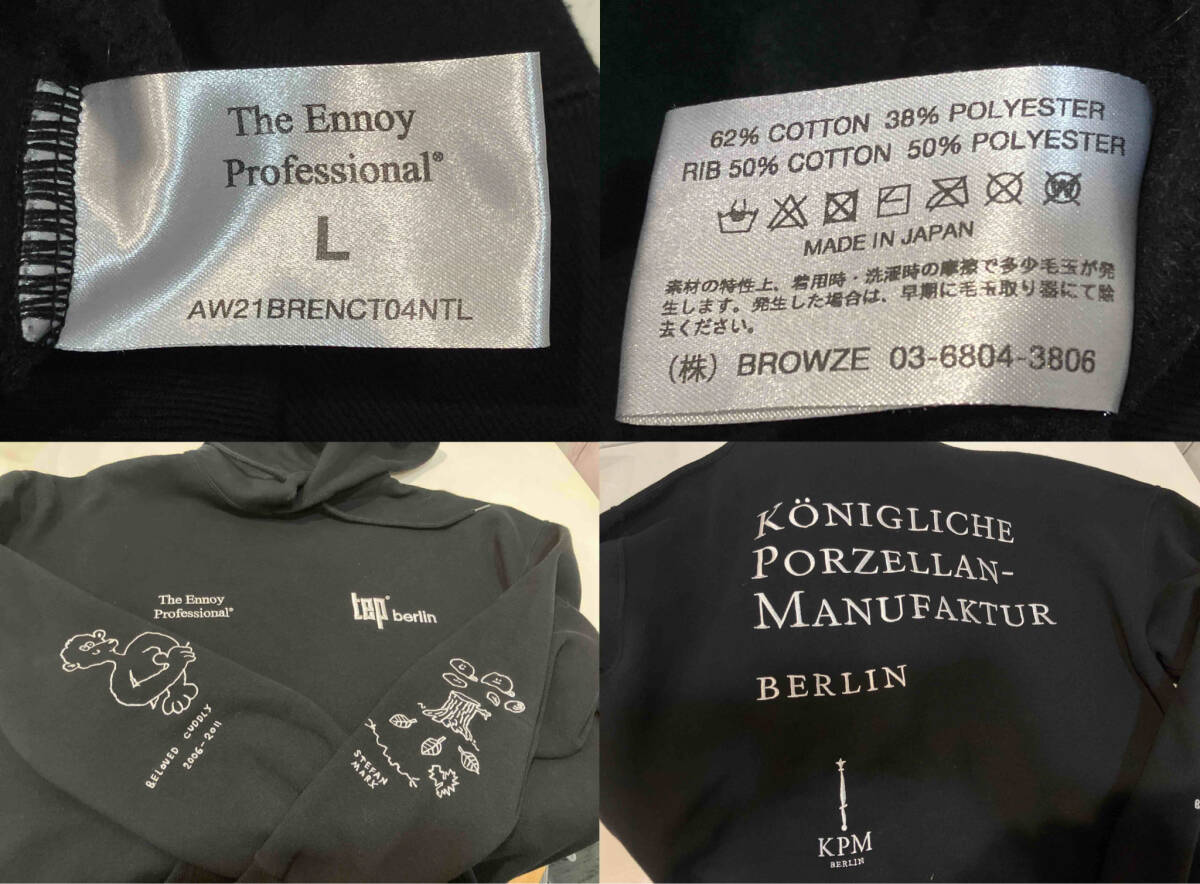 The Ennoy
Professional®
L
AW21BRENCT04NTL
62% COTTON 38% POLYESTER
RIB 50% COTTON 50% POLYESTER
W
MADE IN JAPAN
素材の特性上、着用時・洗濯時の摩擦で多少毛玉が発
生します。発生した場合は、早期に毛玉取り器にて除
去ください。
(株) BROWZE 03-6804-3806
The Ennoy
Professional®
tep® berlin
BELOVED CUDDLY
2006-2011
STEFAN
MARX
KÖNIGLICHE
PORZELLAN-
MANUFAKTUR
BERLIN
KPM
BERLIN